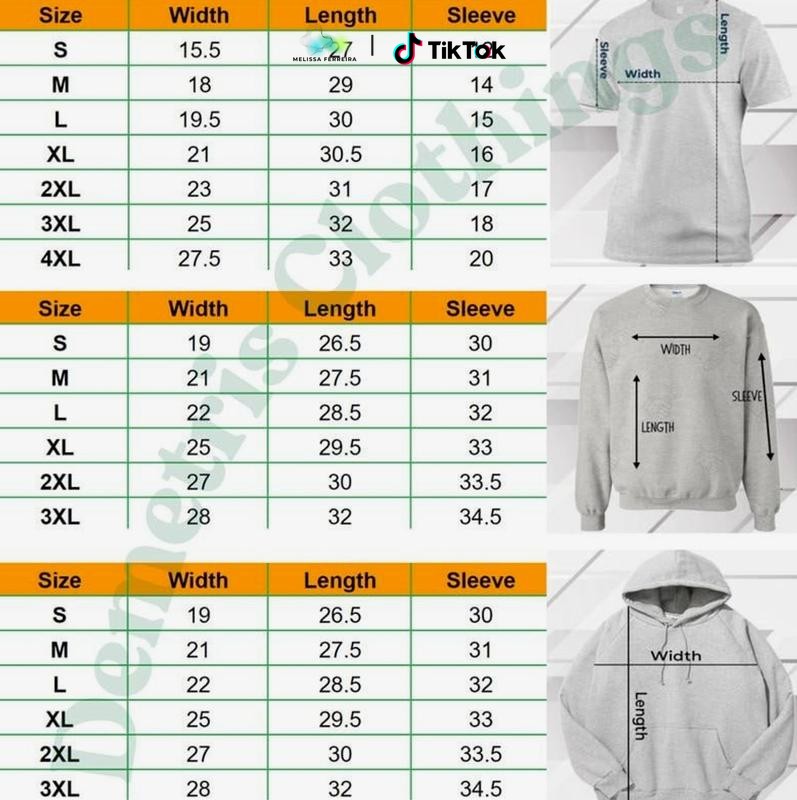 Size Width Length Sleeve
S 15.5 27 12
MELISSA FERREIRA | TikTok
M 18 29 14
L 19.5 30 15
XL 21 30.5 16
2XL 23 31 17
3XL 25 32 18
4XL 27.5 33 20
Length
Sleeve
Width
Size Width Length Sleeve
S 19 26.5 30
M 21 27.5 31
L 22 28.5 32
XL 25 29.5 33
2XL 27 30 33.5
3XL 28 32 34.5
WIDTH
SLEEVE
LENGTH
Size Width Length Sleeve
S 19 26.5 30
M 21 27.5 31
L 22 28.5 32
XL 25 29.5 33
2XL 27 30 33.5
3XL 28 32 34.5
Width
Length
Demetris Clothings